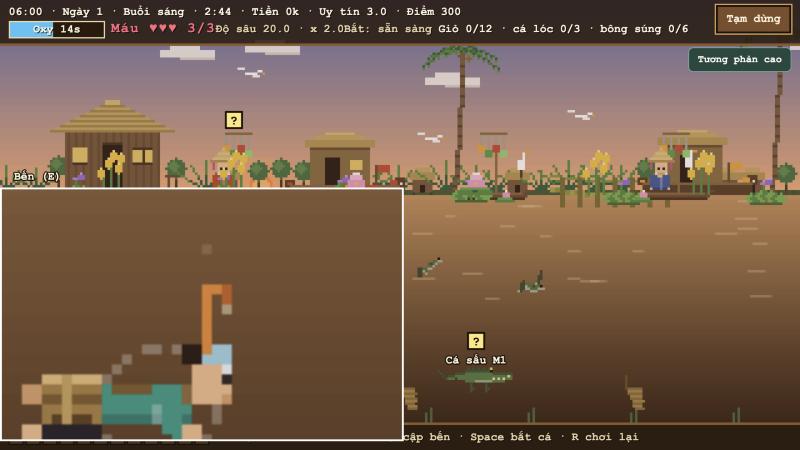 06:00 · Ngày 1 · Buổi sáng · 2:44 · Tiền 0k · Uy tín 3.0 · Điểm 300
Oxy 14s Máu ♥♥♥ 3/3 Độ sâu 20.0 · x 2.0 Bắt: sẵn sàng Giỏ 0/12 · cá lóc 0/3 · bông súng 0/6
Tạm dừng
Tương phản cao
?
Bến (E)
?
Cá sấu M1
cập bến · Space bắt cá · R chơi lại